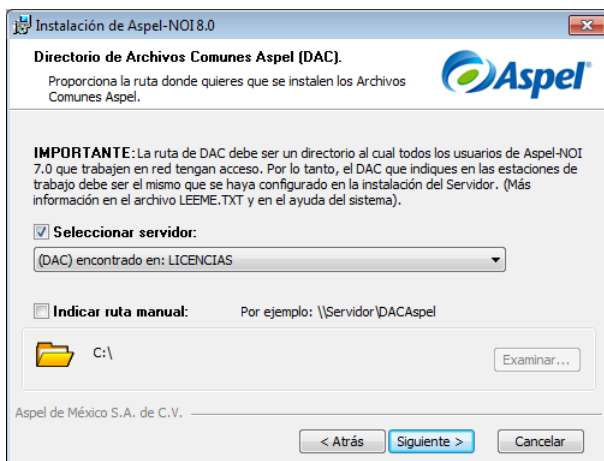 Instalación de Aspel-NOI 8.0
Directorio de Archivos Comunes Aspel (DAC).
Proporciona la ruta donde quieres que se instalen los Archivos
Comunes Aspel.
Aspel
IMPORTANTE: La ruta de DAC debe ser un directorio al cual todos los usuarios de Aspel-NOI
7.0 que trabajen en red tengan acceso. Por lo tanto, el DAC que indiques en las estaciones de
trabajo debe ser el mismo que se haya configurado en la instalación del Servidor. (Más
información en el archivo LEEME.TXT y en el ayuda del sistema).
Seleccionar servidor:
(DAC) encontrado en: LICENCIAS
Indicar ruta manual: Por ejemplo: \\Servidor\DACAspel
C:\
Examinar...
Aspel de México S.A. de C.V.
< Atrás Siguiente > Cancelar